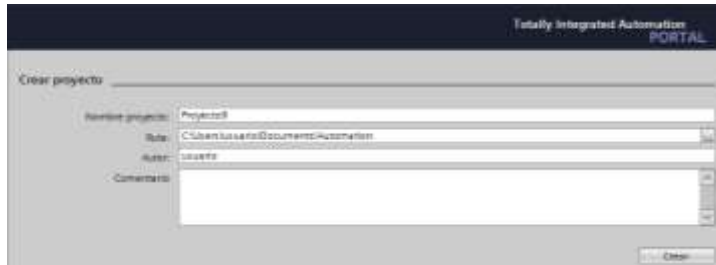 Totally Integrated Automation
PORTAL
Crear proyecto
Nombre proyecto: Proyecto9
Ruta: C:\Users\usuario\Documents\Automation
Autor: usuario
Comentario
Crear